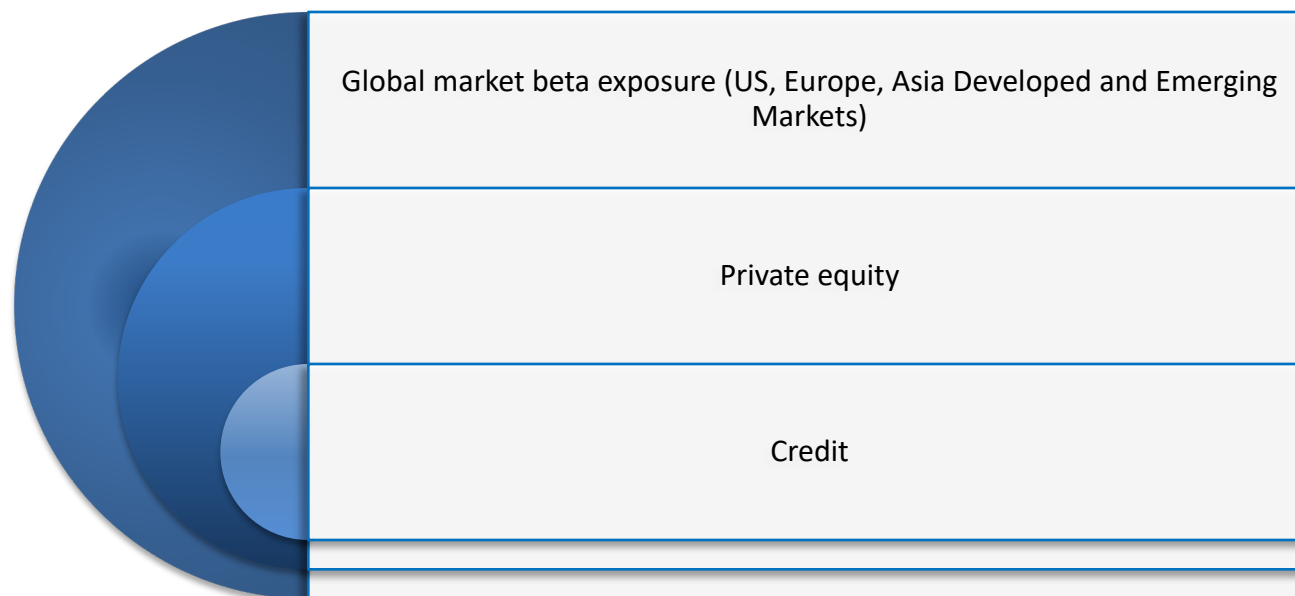 Global market beta exposure (US, Europe, Asia Developed and Emerging
Markets)
Private equity
Credit